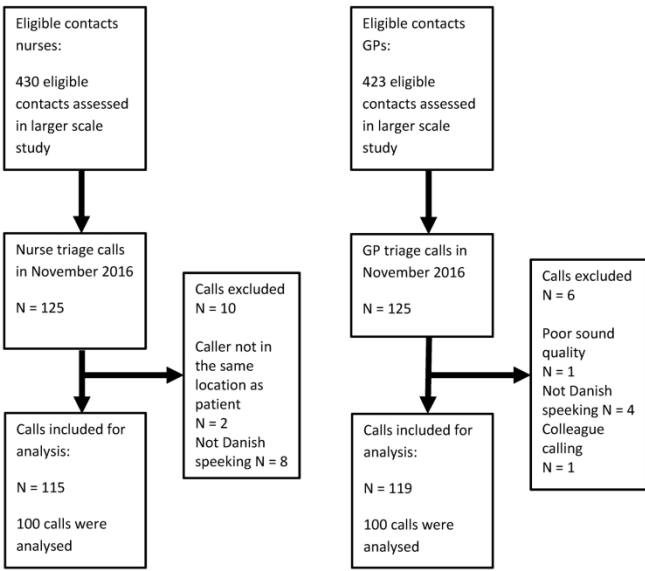 Eligible contacts
nurses:
430 eligible
contacts assessed
in larger scale
study
Nurse triage calls
in November 2016
N = 125
Calls excluded
N = 10
Caller not in
the same
location as
patient
N = 2
Not Danish
speeking N = 8
Calls included for
analysis:
N = 115
100 calls were
analysed
Eligible contacts
GPs:
423 eligible
contacts assessed
in larger scale
study
GP triage calls in
November 2016
N = 125
Calls excluded
N = 6
Poor sound
quality
N = 1
Not Danish
speeking N = 4
Colleague
calling
N = 1
Calls included for
analysis:
N = 119
100 calls were
analysed